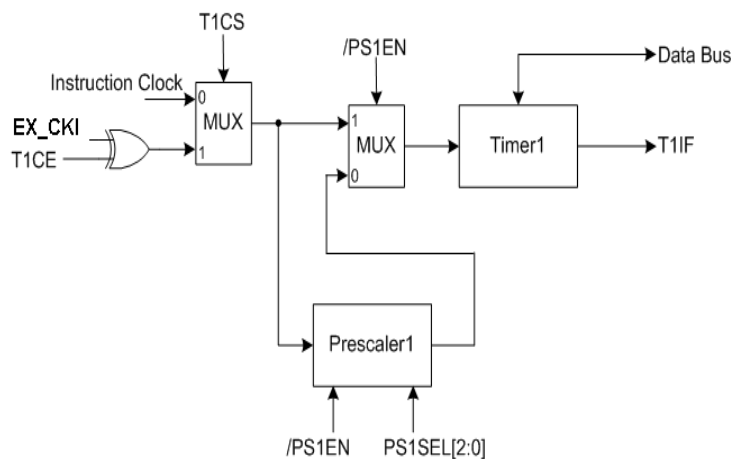 T1CS
/PS1EN
Data Bus
Instruction Clock
0
MUX
1
EX_CKI
T1CE
1
MUX
0
Timer1
T1IF
Prescaler1
/PS1EN
PS1SEL[2:0]